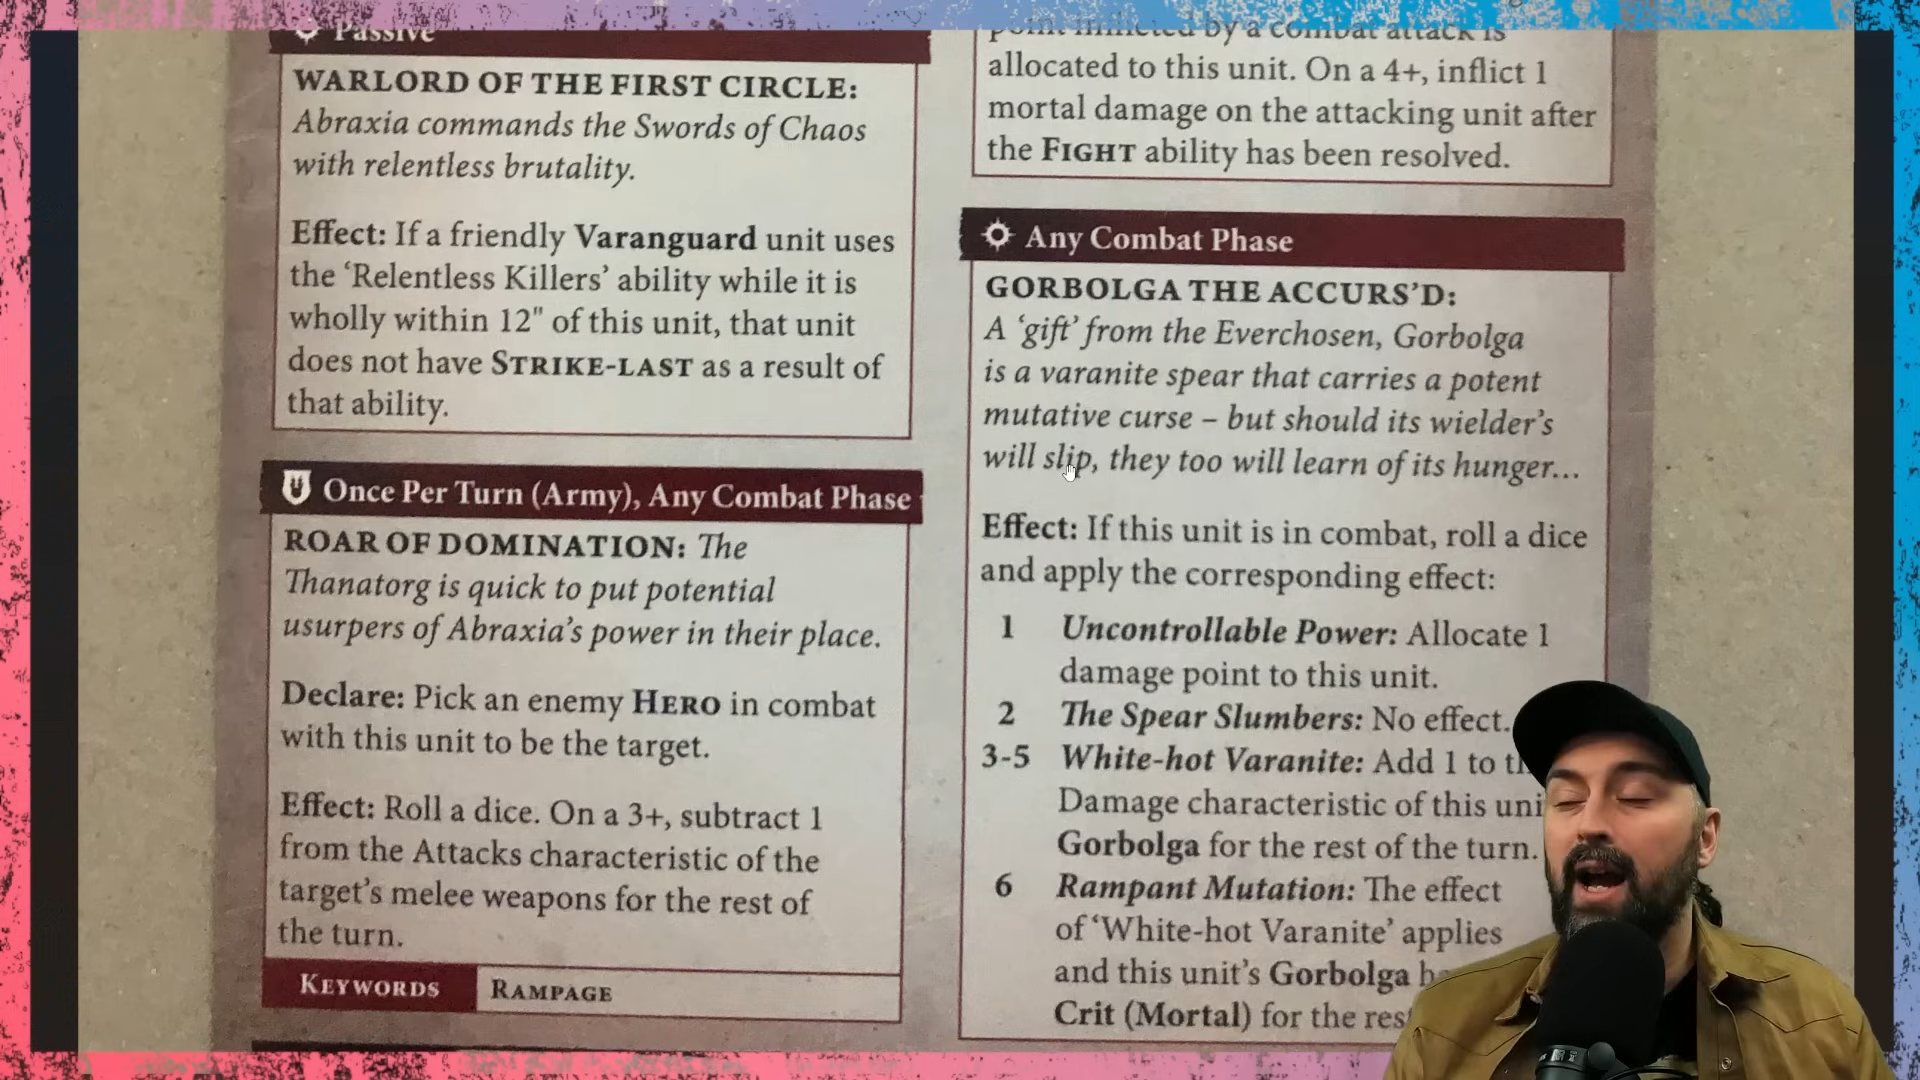 Passive
WARLORD OF THE FIRST CIRCLE:
Abraxia commands the Swords of Chaos
with relentless brutality.
Effect: If a friendly Varanguard unit uses
the ‘Relentless Killers’ ability while it is
wholly within 12" of this unit, that unit
does not have STRIKE-LAST as a result of
that ability.
Once Per Turn (Army), Any Combat Phase
ROAR OF DOMINATION: The
Thanatorg is quick to put potential
usurpers of Abraxia’s power in their place.
Declare: Pick an enemy HERO in combat
with this unit to be the target.
Effect: Roll a dice. On a 3+, subtract 1
from the Attacks characteristic of the
target’s melee weapons for the rest of
the turn.
KEYWORDS RAMPAGE
point inflicted by a combat attack is
allocated to this unit. On a 4+, inflict 1
mortal damage on the attacking unit after
the FIGHT ability has been resolved.
Any Combat Phase
GORBOLGA THE ACCURS’D:
A ‘gift’ from the Everchosen, Gorbolga
is a varanite spear that carries a potent
mutative curse – but should its wielder’s
will slip, they too will learn of its hunger…
Effect: If this unit is in combat, roll a dice
and apply the corresponding effect:
1 Uncontrollable Power: Allocate 1
damage point to this unit.
2 The Spear Slumbers: No effect.
3-5 White-hot Varanite: Add 1 to
Damage characteristic of this
Gorbolga for the rest of the turn.
6 Rampant Mutation: The effect
of ‘White-hot Varanite’ applies
and this unit’s Gorbolga
Crit (Mortal) for the